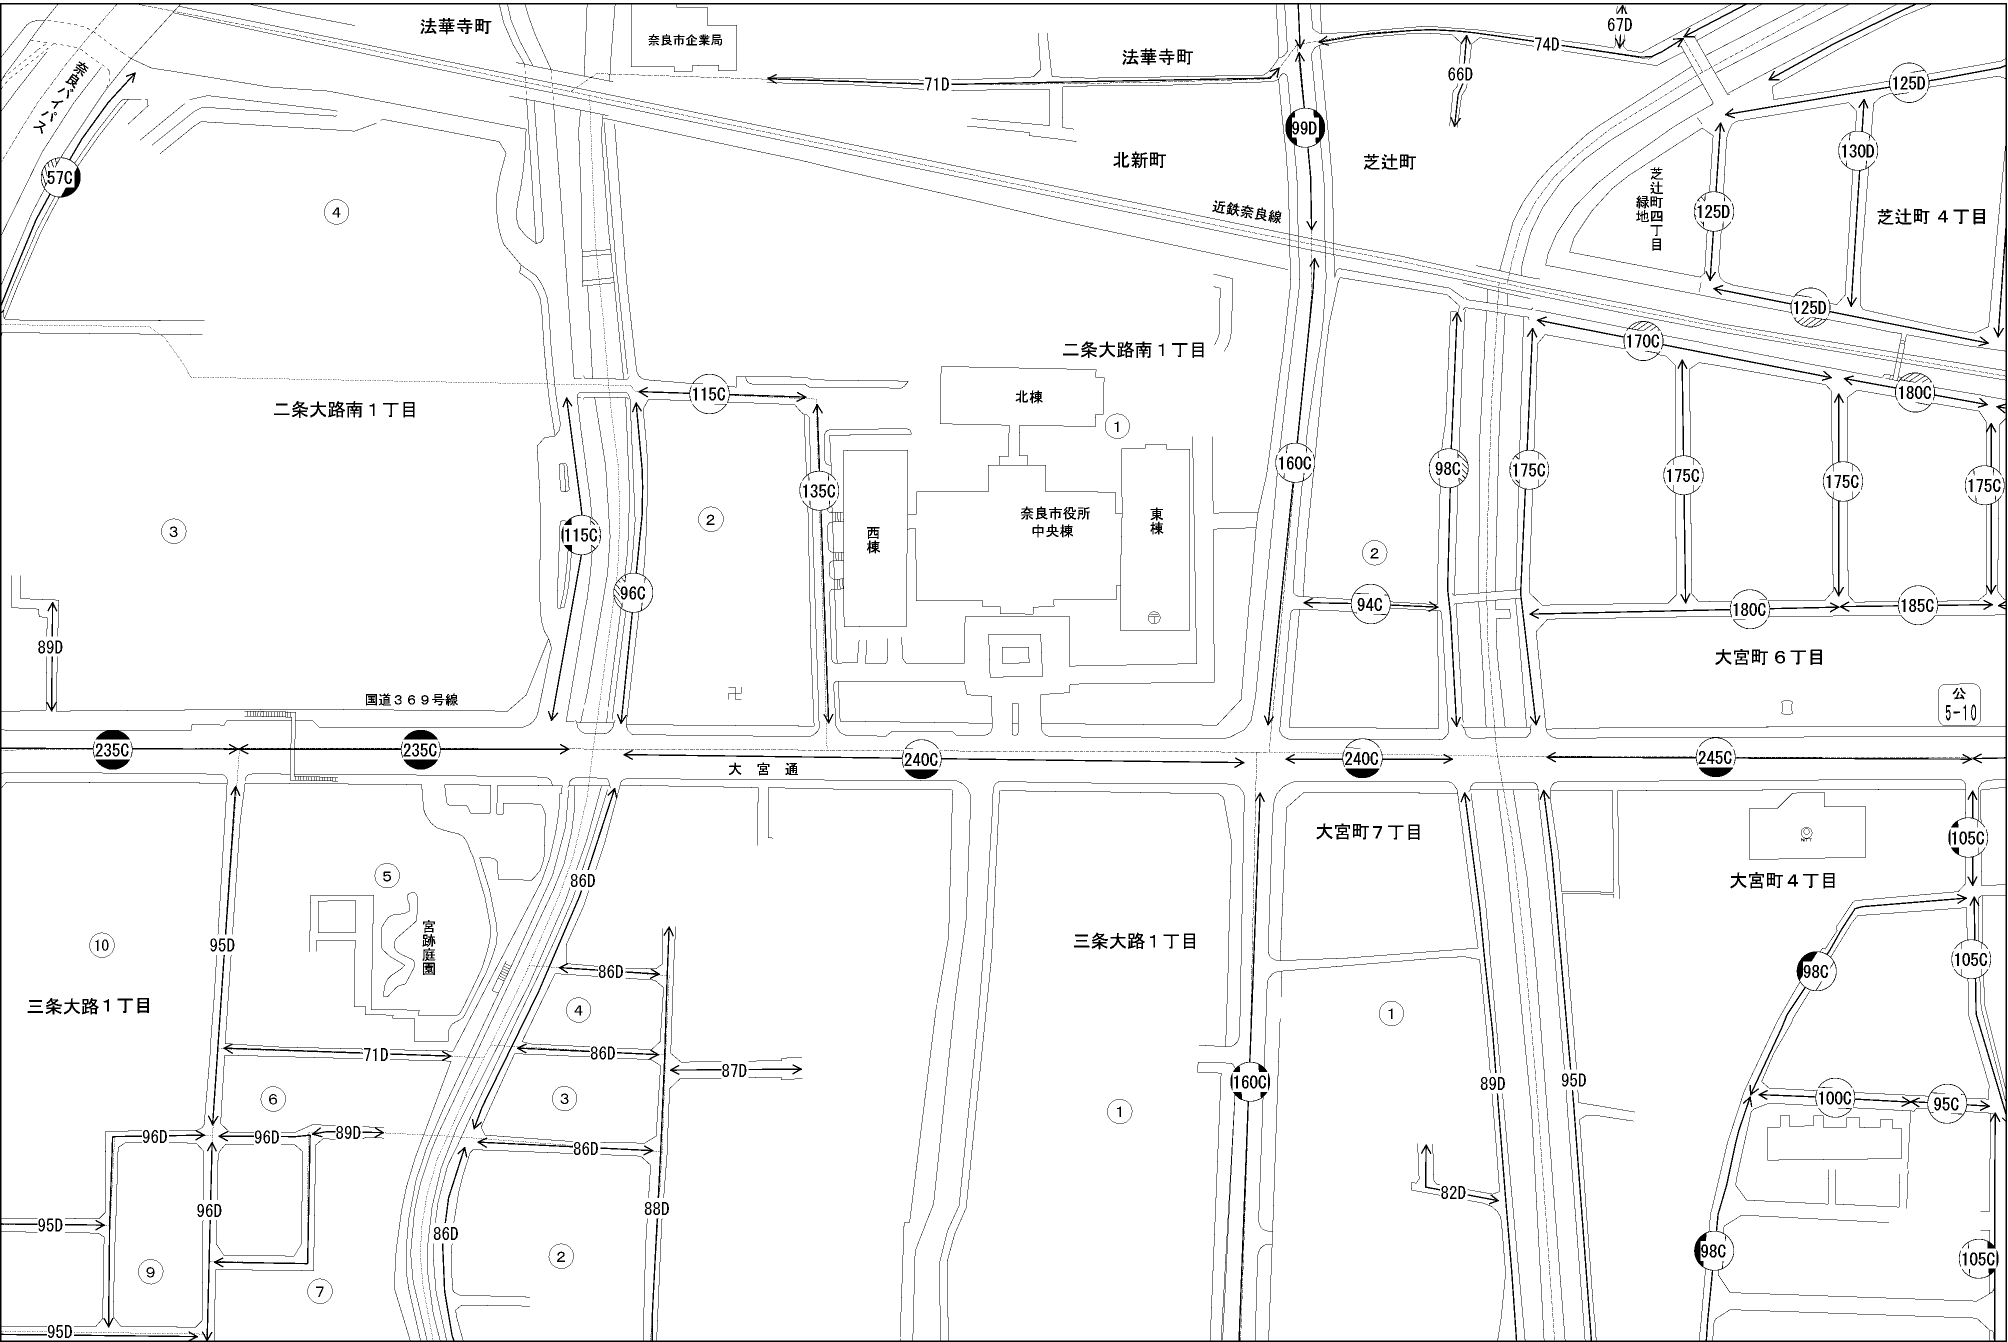 法華寺町
奈良市企業局
法華寺町
67D
74D
66D
71D
奈良バイパス
125D
99D
130D
北新町
芝辻町
57C
芝辻町四丁目
緑地
125D
芝辻町４丁目
近鉄奈良線
④
125D
170C
二条大路南１丁目
180C
115C
北棟
二条大路南１丁目
①
160C
98C
175C
175C
175C
175C
135C
②
奈良市役所
中央棟
東棟
西棟
③
115C
②
96C
94C
180C
185C
89D
大宮町６丁目
国道３６９号線
卍
公
5-10
235C
235C
240C
240C
245C
大宮通
大宮町７丁目
105C
大宮町４丁目
86D
⑤
宮跡庭園
⑩
95D
三条大路１丁目
105C
86D
98C
三条大路１丁目
④
①
71D
86D
87D
160C
89D
95D
⑥
③
①
100C
95C
96D
96D
89D
86D
82D
96D
88D
95D
86D
⑨
②
98C
105C
⑦
95D